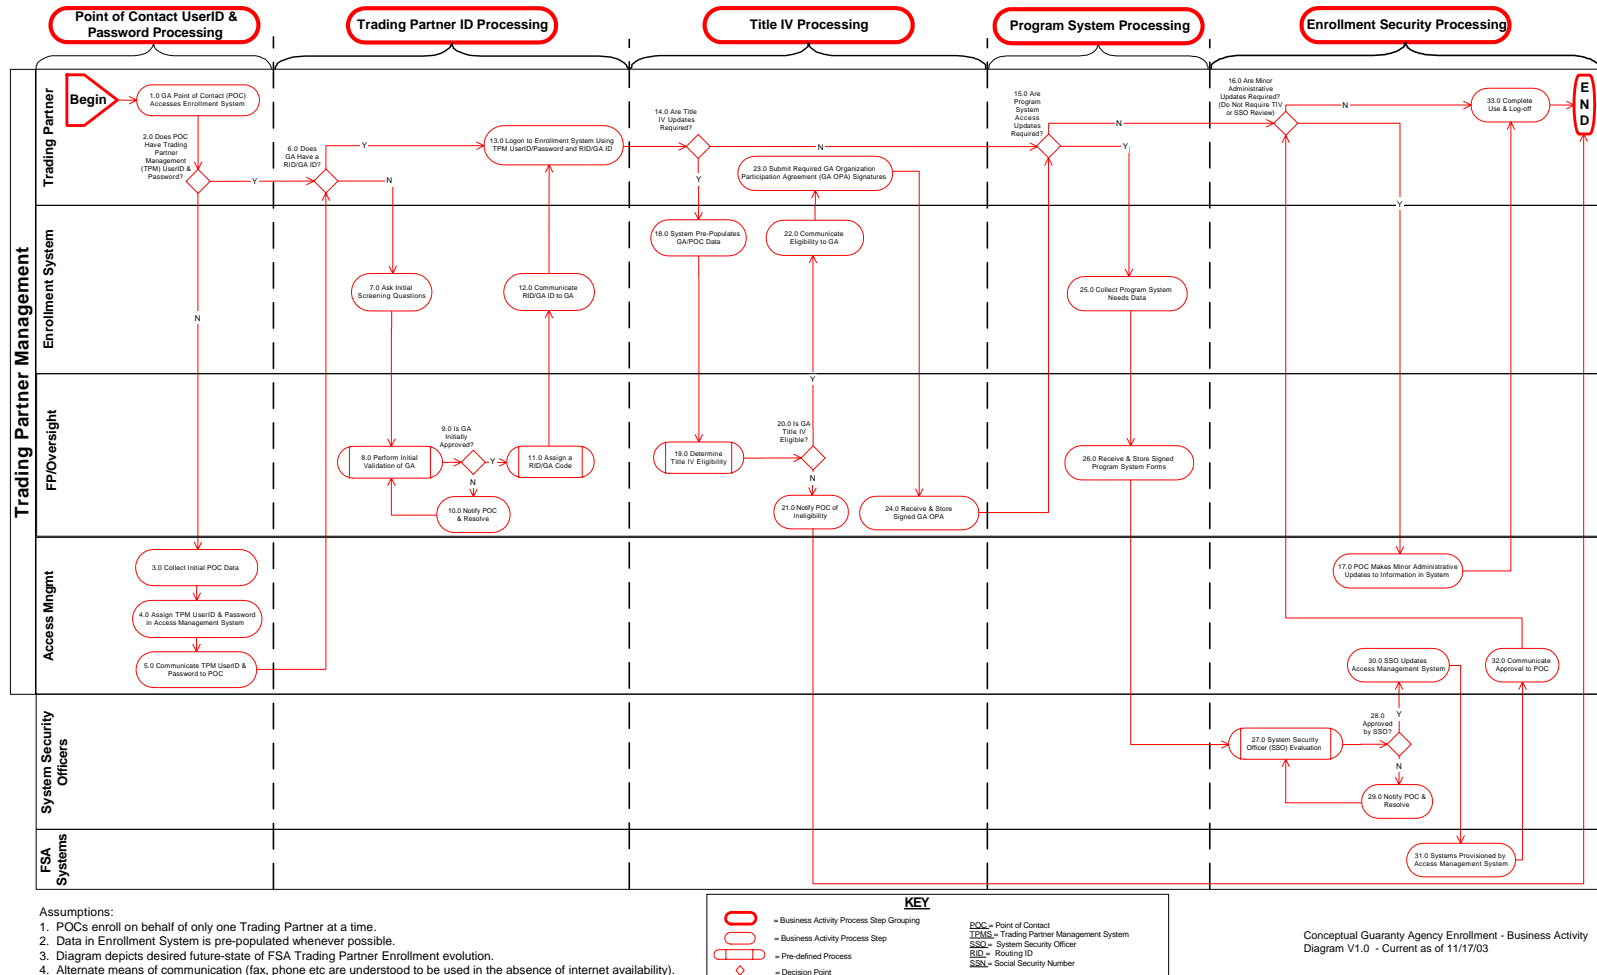 Point of Contact UserID &
Password Processing
Trading Partner ID Processing
Title IV Processing
Program System Processing
Enrollment Security Processing
Trading Partner Management
Trading Partner
Begin
1.0 GA Point of Contact (POC)
Accesses Enrollment System
2.0 Does POC
Have Trading
Partner
Management
(TPM) UserID &
Password?
Y
N
6.0 Does
GA Have a
RID/GA ID?
Y
N
13.0 Logon to Enrollment System Using
TPM UserID/Password and RID/GA ID
14.0 Are Title
IV Updates
Required?
N
Y
23.0 Submit Required GA Organization
Participation Agreement (GA OPA) Signatures
15.0 Are
Program
System
Access
Updates
Required?
N
Y
16.0 Are Minor
Administrative
Updates Required?
(Do Not Require TIV
or SSO Review)
N
Y
33.0 Complete
Use & Log-off
E
N
D
Enrollment System
7.0 Ask Initial
Screening Questions
12.0 Communicate
RID/GA ID to GA
18.0 System Pre-Populates
GA/POC Data
22.0 Communicate
Eligibility to GA
25.0 Collect Program System
Needs Data
FP/Oversight
8.0 Perform Initial
Validation of GA
9.0 Is GA
Initially
Approved?
Y
N
10.0 Notify POC
& Resolve
11.0 Assign a
RID/GA Code
19.0 Determine
Title IV Eligibility
20.0 Is GA
Title IV
Eligible?
Y
N
21.0 Notify POC of
Ineligibility
24.0 Receive & Store
Signed GA OPA
26.0 Receive & Store Signed
Program System Forms
Access Mngmt
3.0 Collect Initial POC Data
4.0 Assign TPM UserID & Password
in Access Management System
5.0 Communicate TPM UserID &
Password to POC
17.0 POC Makes Minor Administrative
Updates to Information in System
30.0 SSO Updates
Access Management System
32.0 Communicate
Approval to POC
System Security
Officers
27.0 System Security
Officer (SSO) Evaluation
28.0
Approved
by SSO?
Y
N
29.0 Notify POC &
Resolve
FSA
Systems
31.0 Systems Provisioned by
Access Management System
Assumptions:
1. POCs enroll on behalf of only one Trading Partner at a time.
2. Data in Enrollment System is pre-populated whenever possible.
3. Diagram depicts desired future-state of FSA Trading Partner Enrollment evolution.
4. Alternate means of communication (fax, phone etc are understood to be used in the absence of internet availability).
KEY
= Business Activity Process Step Grouping
= Business Activity Process Step
= Pre-defined Process
= Decision Point
POC = Point of Contact
TPMS = Trading Partner Management System
SSO = System Security Officer
RID = Routing ID
SSN = Social Security Number
Conceptual Guaranty Agency Enrollment - Business Activity
Diagram V1.0 - Current as of 11/17/03